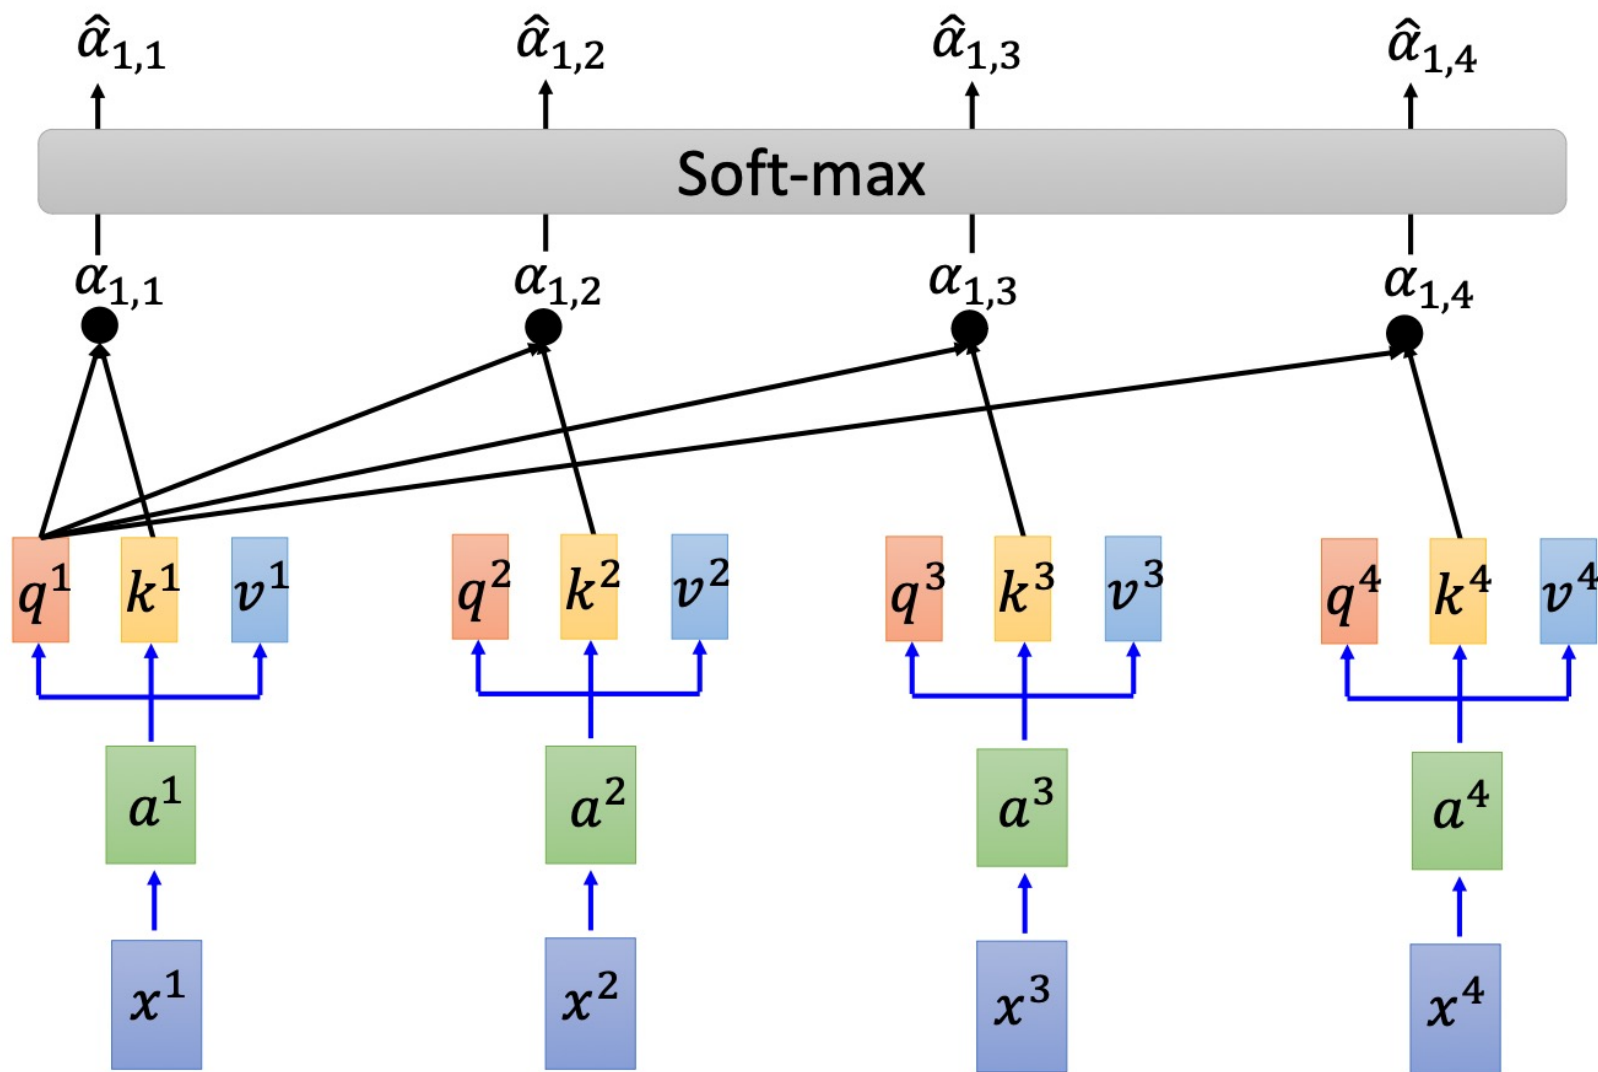 α̂₁,₁ α̂₁,₂ α̂₁,₃ α̂₁,₄
Soft-max
α₁,₁ α₁,₂ α₁,₃ α₁,₄
q¹ k¹ v¹ q² k² v² q³ k³ v³ q⁴ k⁴ v⁴
a¹ a² a³ a⁴
x¹ x² x³ x⁴